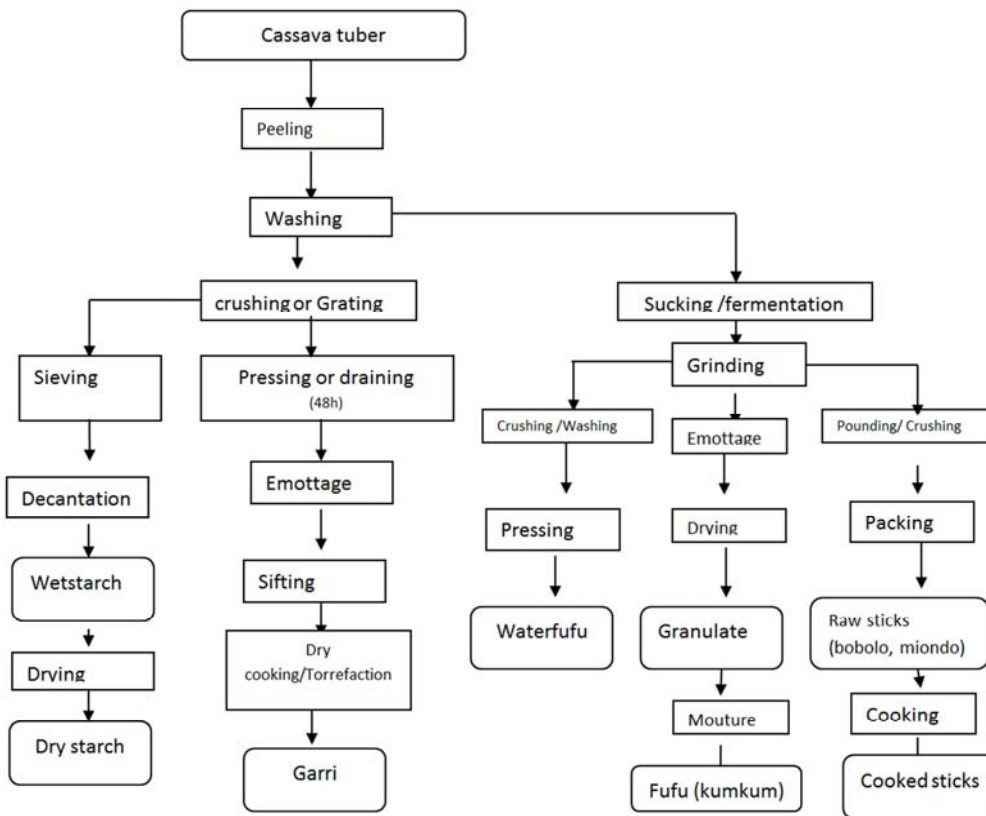 Cassava tuber
Peeling
Washing
crushing or Grating
Sucking /fermentation
Sieving
Pressing or draining
(48h)
Grinding
Crushing /Washing
Emottage
Pounding/ Crushing
Decantation
Emottage
Pressing
Drying
Packing
Wetstarch
Sifting
Waterfufu
Granulate
Raw sticks
(bobolo, miondo)
Drying
Dry
cooking/Torrefaction
Mouture
Cooking
Dry starch
Garri
Fufu (kumkum)
Cooked sticks